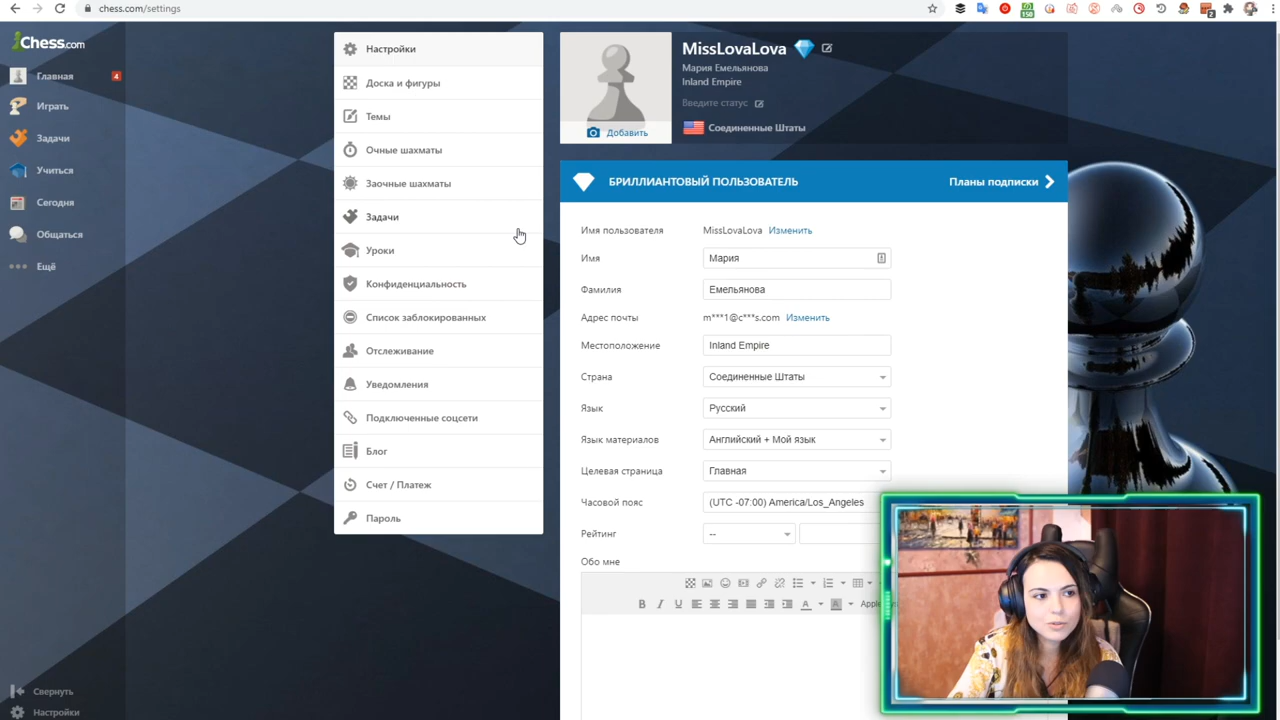 chess.com/settings
150
2
Chess.com
Главная
4
Играть
Задачи
Учиться
Сегодня
Общаться
Ещё
Свернуть
Настройки
Настройки
Доска и фигуры
Темы
Очные шахматы
Заочные шахматы
Задачи
Уроки
Конфиденциальность
Список заблокированных
Отслеживание
Уведомления
Подключенные соцсети
Блог
Счет / Платеж
Пароль
Добавить
MissLovaLova
Мария Емельянова
Inland Empire
Введите статус
Соединенные Штаты
БРИЛЛИАНТОВЫЙ ПОЛЬЗОВАТЕЛЬ
Планы подписки
Имя пользователя MissLovaLova Изменить
Имя Мария
Фамилия Емельянова
Адрес почты m***1@c***s.com Изменить
Местоположение Inland Empire
Страна Соединенные Штаты
Язык Русский
Язык материалов Английский + Мой язык
Целевая страница Главная
Часовой пояс (UTC -07:00) America/Los_Angeles
Рейтинг --
Обо мне
B I U A A Apple